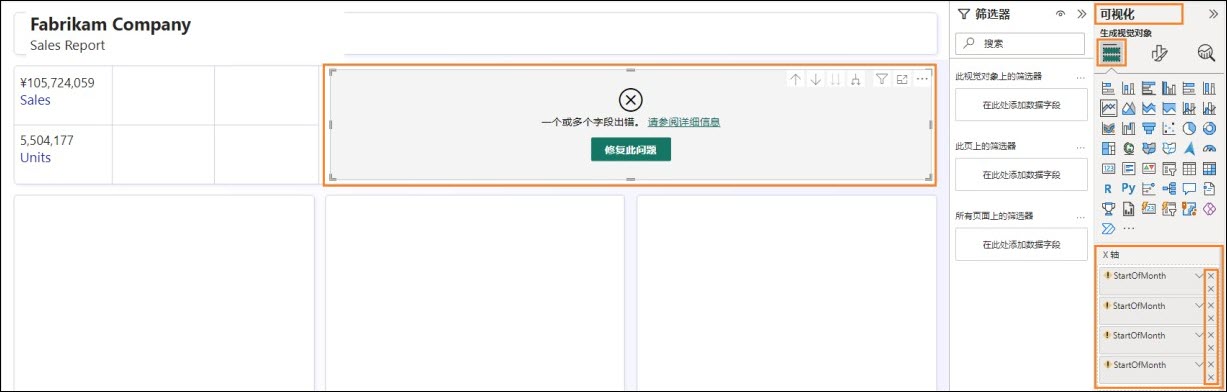 Fabrikam Company
Sales Report
¥105,724,059
Sales
5,504,177
Units
一个或多个字段出错。 请参阅详细信息
修复此问题
筛选器
搜索
此视觉对象上的筛选器
在此处添加数据字段
此页上的筛选器
在此处添加数据字段
所有页面上的筛选器
在此处添加数据字段
可视化
生成视觉对象
123
R
Py
123
X 轴
StartOfMonth
StartOfMonth
StartOfMonth
StartOfMonth